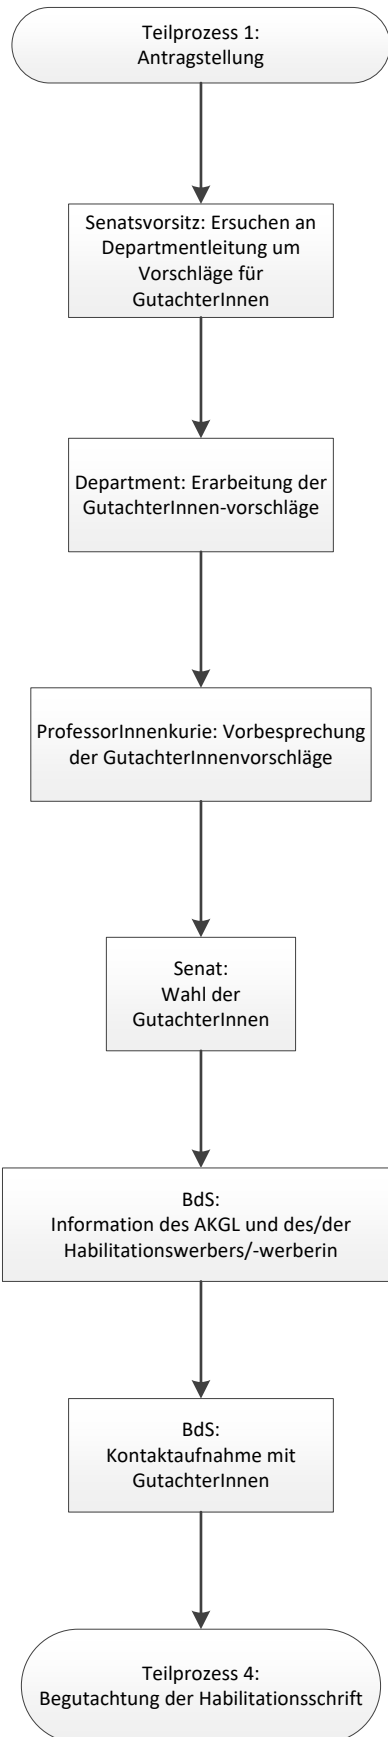 Teilprozess 1:
Antragstellung
Senatsvorsitz: Ersuchen an
Departmentleitung um
Vorschläge für
GutachterInnen
Department: Erarbeitung der
GutachterInnen-vorschläge
ProfessorInnenkurie: Vorbesprechung
der GutachterInnenvorschläge
Senat:
Wahl der
GutachterInnen
BdS:
Information des AKGL und des/der
Habilitationswerbers/-werberin
BdS:
Kontaktaufnahme mit
GutachterInnen
Teilprozess 4:
Begutachtung der Habilitationsschrift